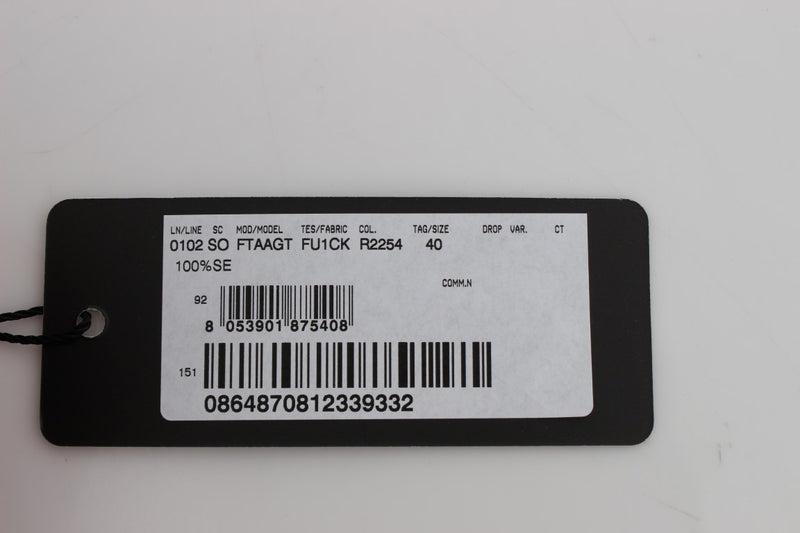 LN/LINE SC MOD/MODEL TES/FABRIC COL. TAG/SIZE DROP VAR. CT
0102 SO FTAAGT FU1CK R2254 40
100%SE
COMM.N
92
8 053901 875408
151
0864870812339332